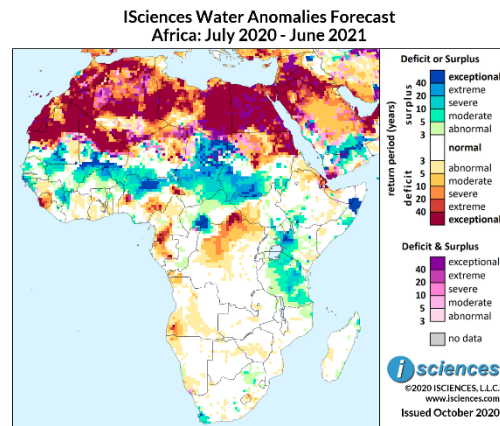 ISciences Water Anomalies Forecast
Africa: July 2020 - June 2021
Deficit or Surplus
return period (years)
surplus
40 exceptional
20 extreme
10 severe
5 moderate
3 abnormal
normal
deficit
3 abnormal
5 moderate
10 severe
20 extreme
40 exceptional
Deficit & Surplus
40 exceptional
20 extreme
10 severe
5 moderate
3 abnormal
no data
isciences
©2020 ISCIENCES, L.L.C.
www.isciences.com
Issued October 2020